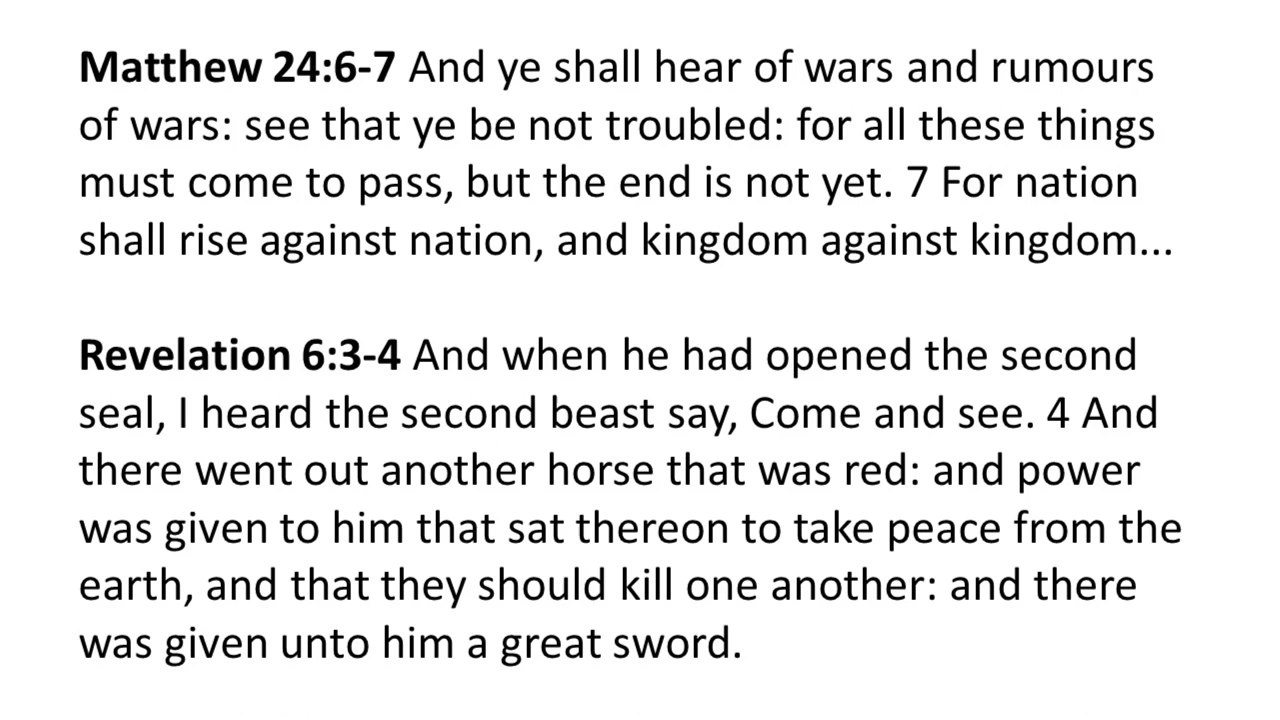 Matthew 24:6-7 And ye shall hear of wars and rumours
of wars: see that ye be not troubled: for all these things
must come to pass, but the end is not yet. 7 For nation
shall rise against nation, and kingdom against kingdom...
Revelation 6:3-4 And when he had opened the second
seal, I heard the second beast say, Come and see. 4 And
there went out another horse that was red: and power
was given to him that sat thereon to take peace from the
earth, and that they should kill one another: and there
was given unto him a great sword.